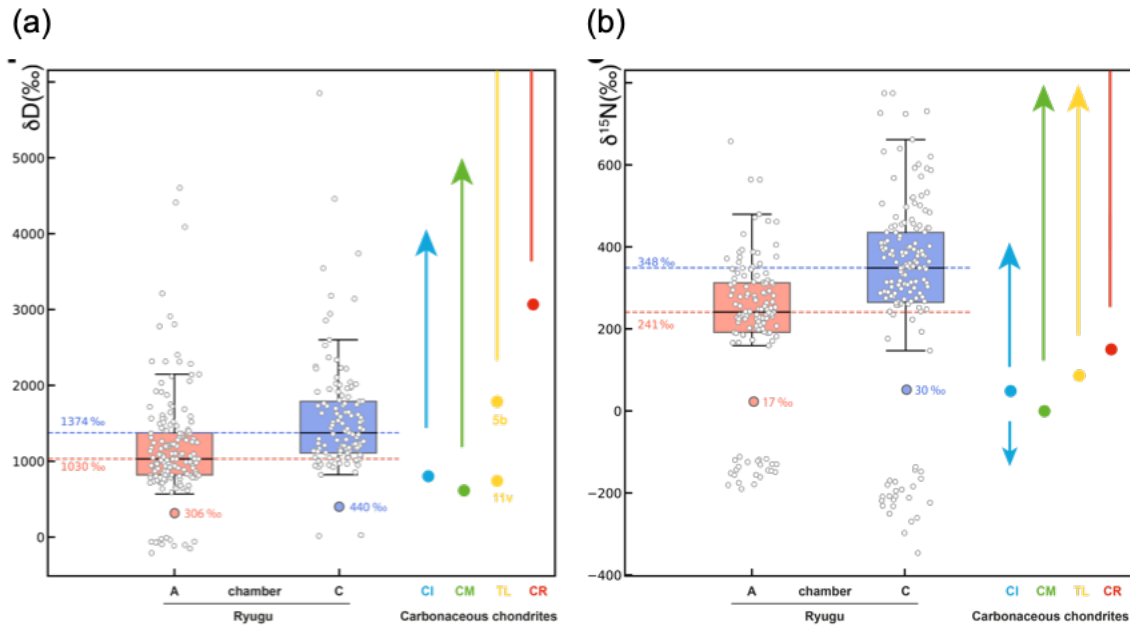 (a)
δD(‰)
5000
4000
3000
2000
1000
0
1374 ‰
1030 ‰
306 ‰
440 ‰
5b
11v
A chamber C CI CM TL CR
Ryugu Carbonaceous chondrites
(b)
δ¹⁵N(‰)
600
400
200
0
−200
−400
348 ‰
241 ‰
17 ‰
30 ‰
A chamber C CI CM TL CR
Ryugu Carbonaceous chondrites